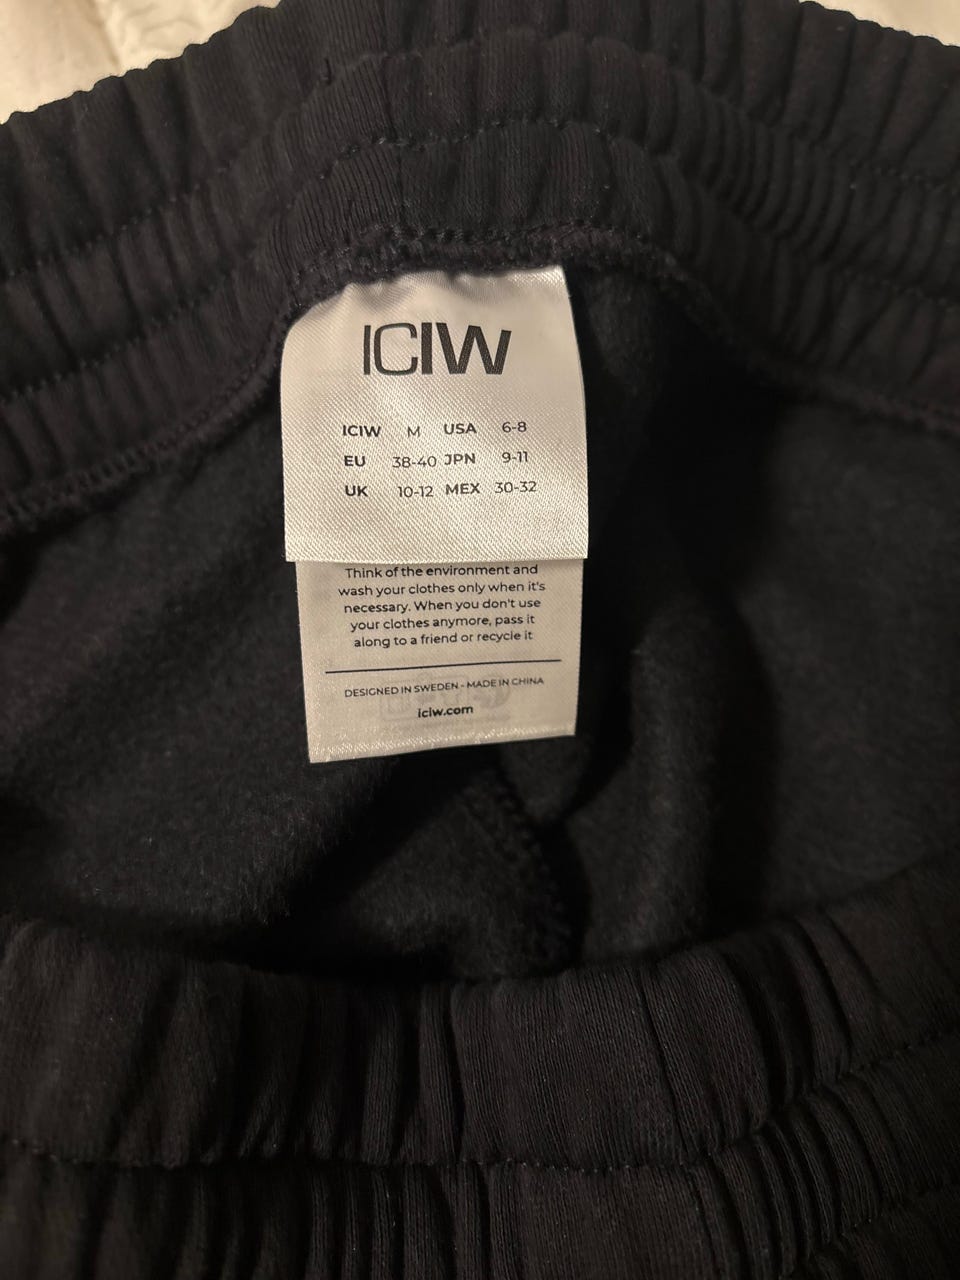 ICIW
ICIW M USA 6-8
EU 38-40 JPN 9-11
UK 10-12 MEX 30-32
Think of the environment and
wash your clothes only when it's
necessary. When you don't use
your clothes anymore, pass it
along to a friend or recycle it
DESIGNED IN SWEDEN - MADE IN CHINA
iciw.com